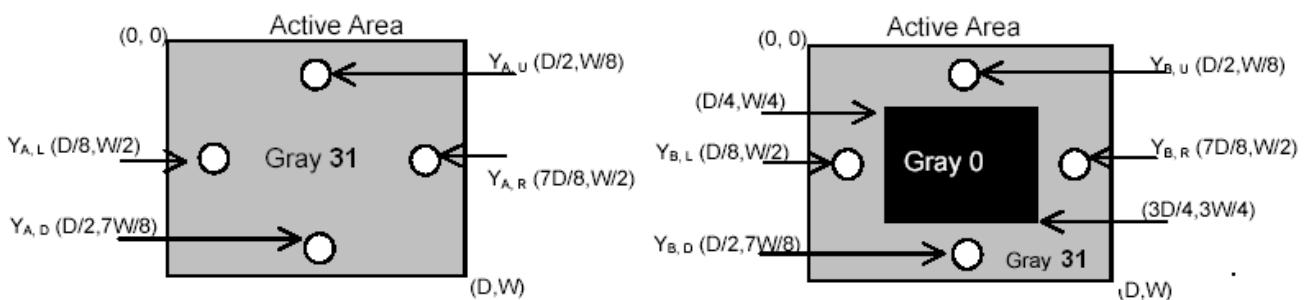 Active Area
(0, 0)
YA, U (D/2,W/8)
YA, L (D/8,W/2)
Gray 31
YA, R (7D/8,W/2)
YA, D (D/2,7W/8)
(D,W)
Active Area
(0, 0)
YB, U (D/2,W/8)
(D/4,W/4)
YB, L (D/8,W/2)
Gray 0
YB, R (7D/8,W/2)
(3D/4,3W/4)
YB, D (D/2,7W/8)
Gray 31
(D,W)